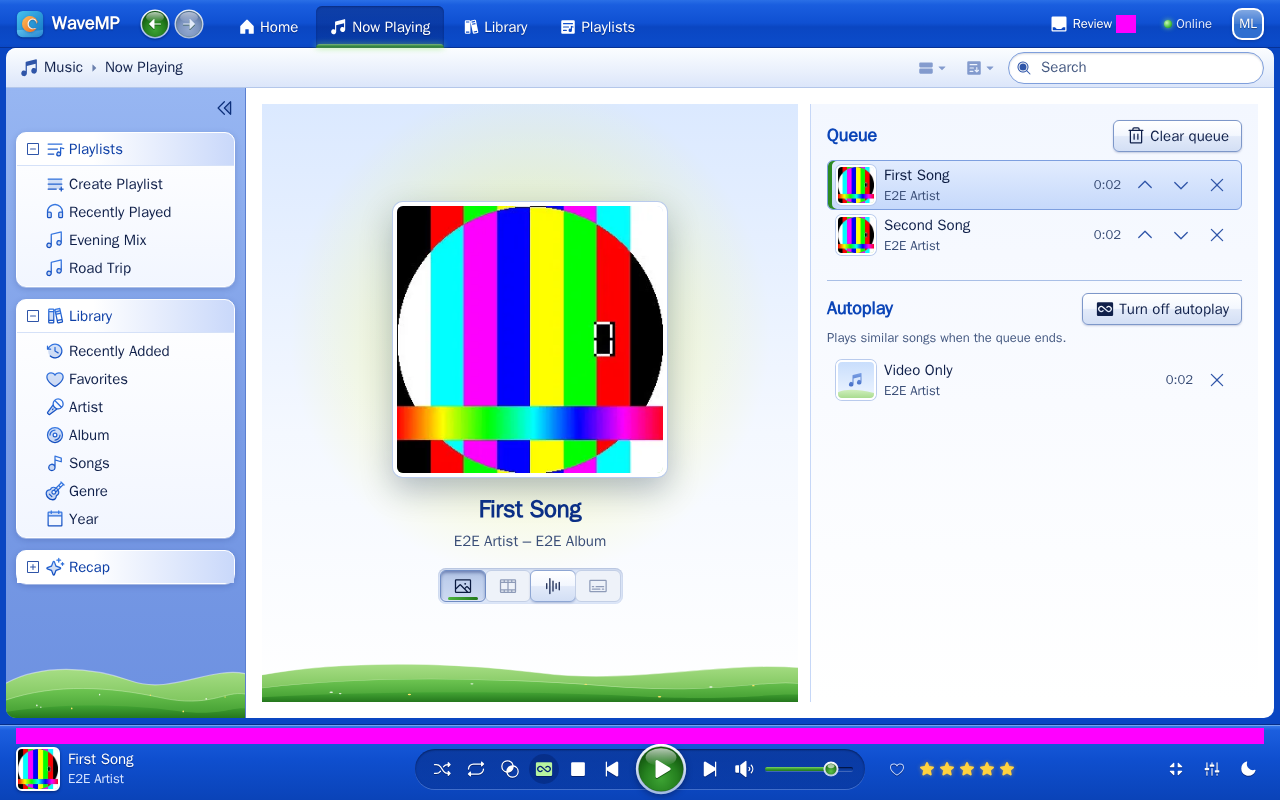 WaveMP
Home
Now Playing
Library
Playlists
Review
Online
ML
Music
Now Playing
Search
Playlists
Create Playlist
Recently Played
Evening Mix
Road Trip
Library
Recently Added
Favorites
Artist
Album
Songs
Genre
Year
Recap
First Song
E2E Artist – E2E Album
Queue
Clear queue
First Song
E2E Artist
0:02
Second Song
E2E Artist
0:02
Autoplay
Turn off autoplay
Plays similar songs when the queue ends.
Video Only
E2E Artist
0:02
First Song
E2E Artist